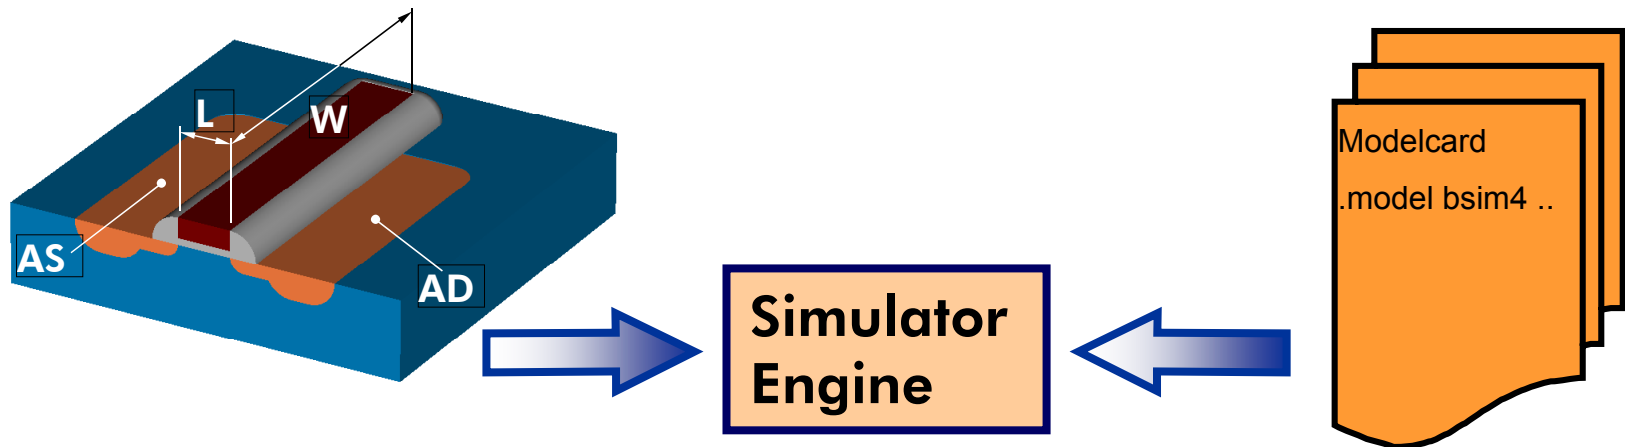 L
W
AS
AD
Simulator
Engine
Modelcard
.model bsim4 ..